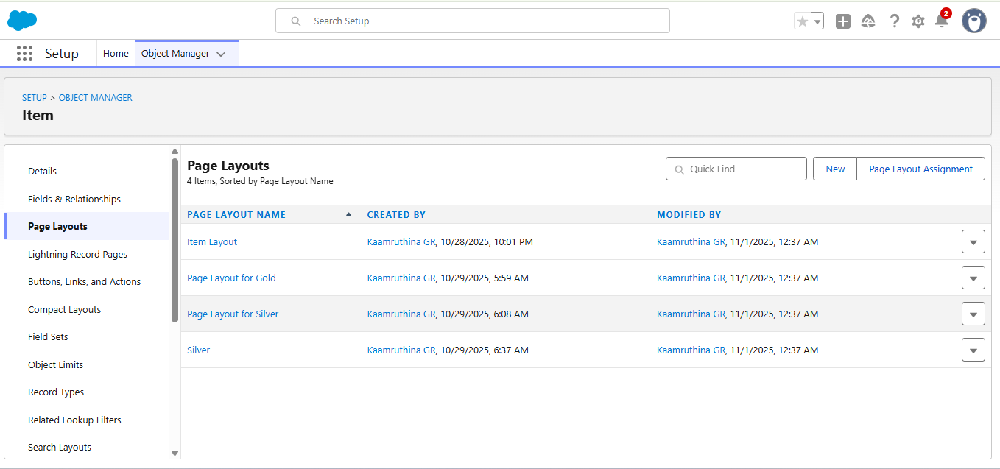 Search Setup
2
Setup
Home
Object Manager
SETUP > OBJECT MANAGER
Item
Details
Fields & Relationships
Page Layouts
Lightning Record Pages
Buttons, Links, and Actions
Compact Layouts
Field Sets
Object Limits
Record Types
Related Lookup Filters
Search Layouts
Page Layouts
4 Items, Sorted by Page Layout Name
Quick Find
New
Page Layout Assignment
PAGE LAYOUT NAME CREATED BY MODIFIED BY
Item Layout Kaamruthina GR, 10/28/2025, 10:01 PM Kaamruthina GR, 11/1/2025, 12:37 AM
Page Layout for Gold Kaamruthina GR, 10/29/2025, 5:59 AM Kaamruthina GR, 11/1/2025, 12:37 AM
Page Layout for Silver Kaamruthina GR, 10/29/2025, 6:08 AM Kaamruthina GR, 11/1/2025, 12:37 AM
Silver Kaamruthina GR, 10/29/2025, 6:37 AM Kaamruthina GR, 11/1/2025, 12:37 AM